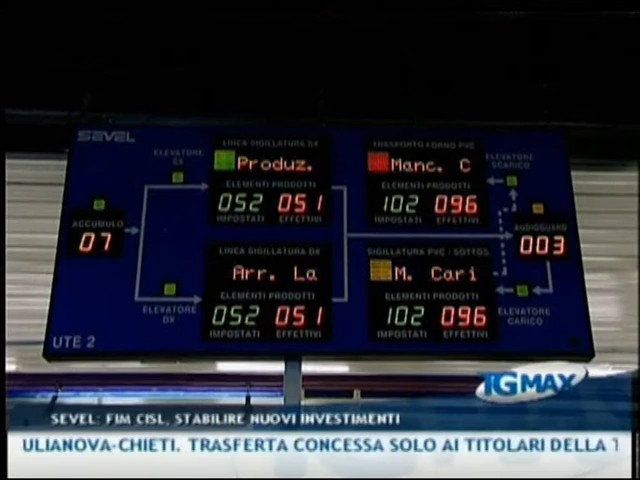 SEVEL
ELEVATORE SX
LINEA SIGILLATURA SX
Produz.
ELEMENTI PRODOTTI
052 051
IMPOSTATI EFFETTIVI
TRASPORTO FORNO PVC
Manc. C
ELEMENTI PRODOTTI
102 096
IMPOSTATI EFFETTIVI
ELEVATORE SCARICO
ACCUMULO
07
AUDIOGUARD
003
LINEA SIGILLATURA DX
Arr. La
ELEMENTI PRODOTTI
052 051
IMPOSTATI EFFETTIVI
SIGILLATURA PVC / SOTTOS.
M. Cari
ELEMENTI PRODOTTI
102 096
IMPOSTATI EFFETTIVI
ELEVATORE DX
ELEVATORE CARICO
UTE 2
TGMAX
SEVEL: FIM CISL, STABILIRE NUOVI INVESTIMENTI
ULIANOVA-CHIETI. TRASFERTA CONCESSA SOLO AI TITOLARI DELLA